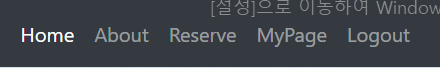 [설정]으로 이동하여 Window
Home About Reserve MyPage Logout